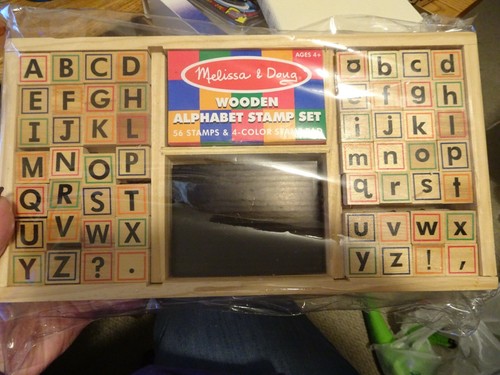 A B C D
E F G H
I J K L
M N O P
Q R S T
U V W X
Y Z ? .
AGES 4+
Melissa & Doug
WOODEN
ALPHABET STAMP SET
56 STAMPS & 4-COLOR STAMP PAD
a b c d
e f g h
i j k l
m n o p
q r s t
u v w x
y z ! ,